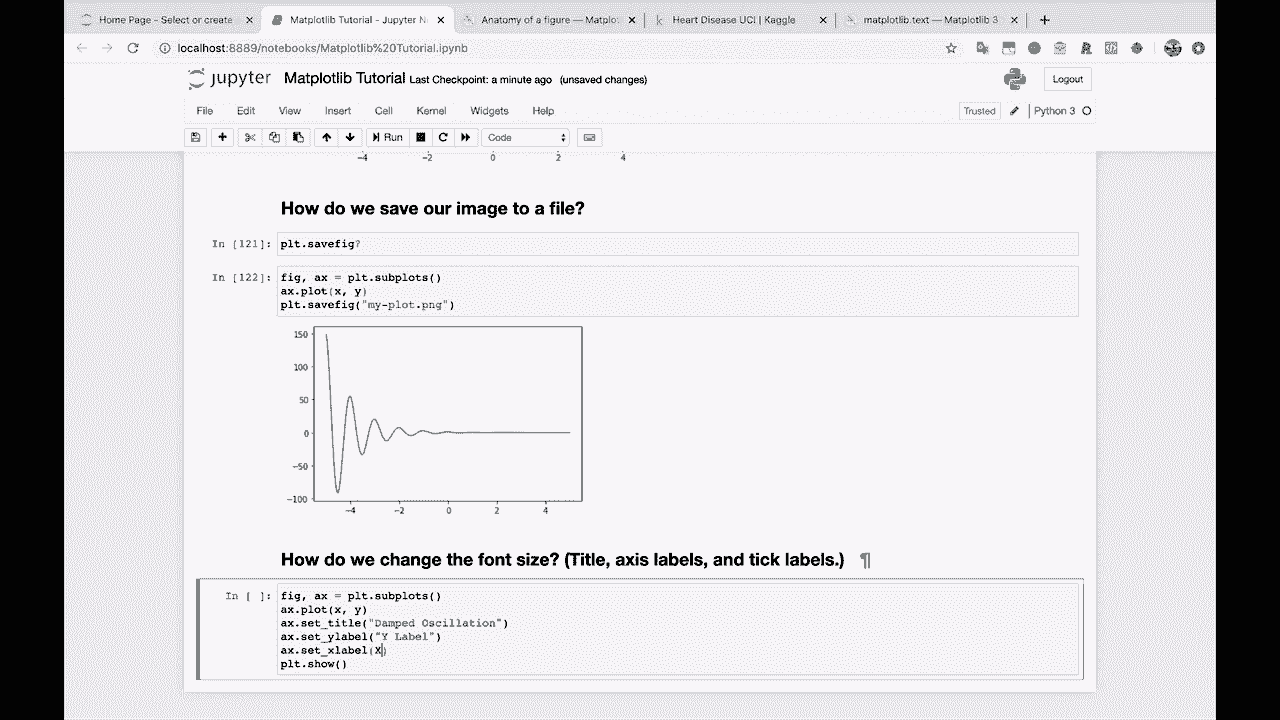 Home Page - Select or create
Matplotlib Tutorial - Jupyter N
Anatomy of a figure — Matplot
Heart Disease UCI | Kaggle
matplotlib.text — Matplotlib 3
localhost:8889/notebooks/Matplotlib%20Tutorial.ipynb
jupyter Matplotlib Tutorial Last Checkpoint: a minute ago (unsaved changes)
Logout
File Edit View Insert Cell Kernel Widgets Help
Trusted Python 3
Run Code
-4 -2 0 2 4
How do we save our image to a file?
In [121]: plt.savefig?
In [122]: fig, ax = plt.subplots()
ax.plot(x, y)
plt.savefig("my-plot.png")
150
100
50
0
-50
-100
-4 -2 0 2 4
How do we change the font size? (Title, axis labels, and tick labels.) ¶
In [ ]: fig, ax = plt.subplots()
ax.plot(x, y)
ax.set_title("Damped Oscillation")
ax.set_ylabel("Y Label")
ax.set_xlabel(X)
plt.show()